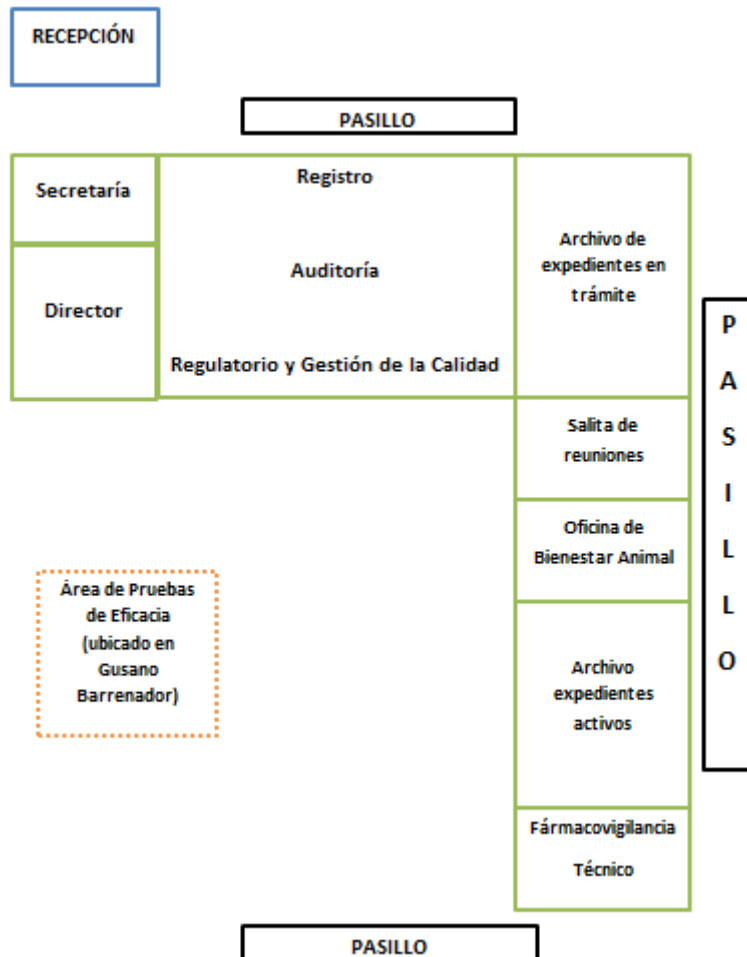 RECEPCIÓN
PASILLO
Secretaría
Director
Registro
Auditoría
Regulatorio y Gestión de la Calidad
Archivo de
expedientes en
trámite
Salita de
reuniones
Oficina de
Bienestar Animal
Archivo
expedientes
activos
Fármacovigilancia
Técnico
P
A
S
I
L
L
O
Área de Pruebas
de Eficacia
(ubicado en
Gusano
Barrenador)
PASILLO